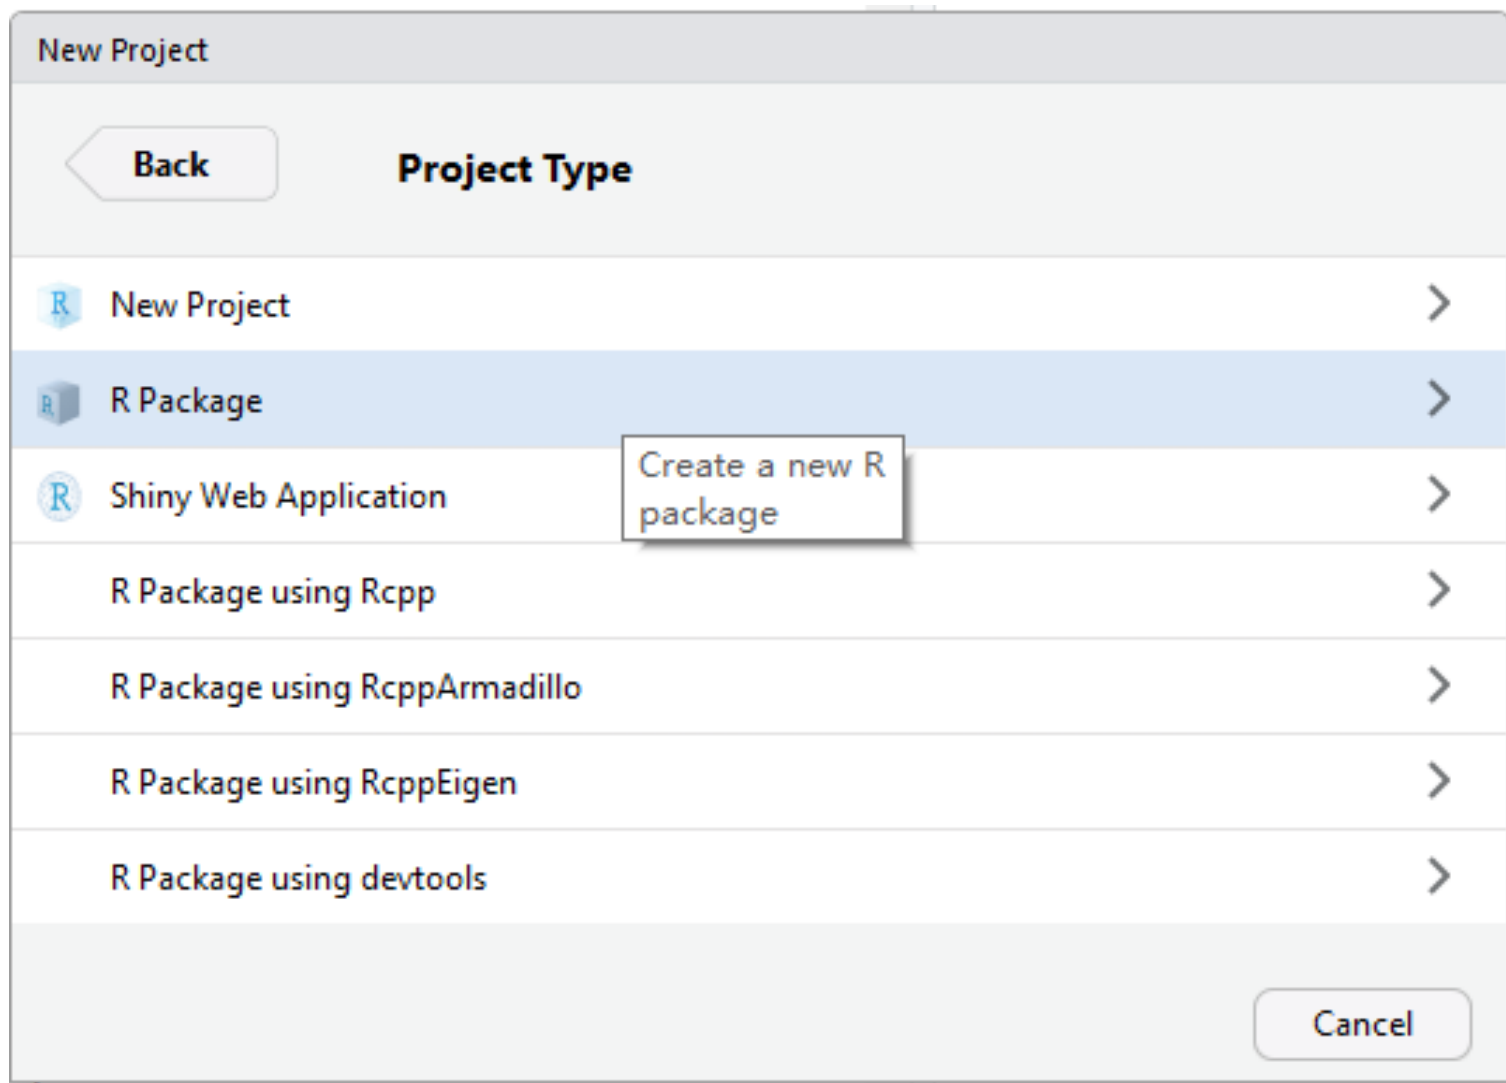 New Project
Back
Project Type
R New Project
R R Package
Create a new R
package
R Shiny Web Application
R Package using Rcpp
R Package using RcppArmadillo
R Package using RcppEigen
R Package using devtools
Cancel